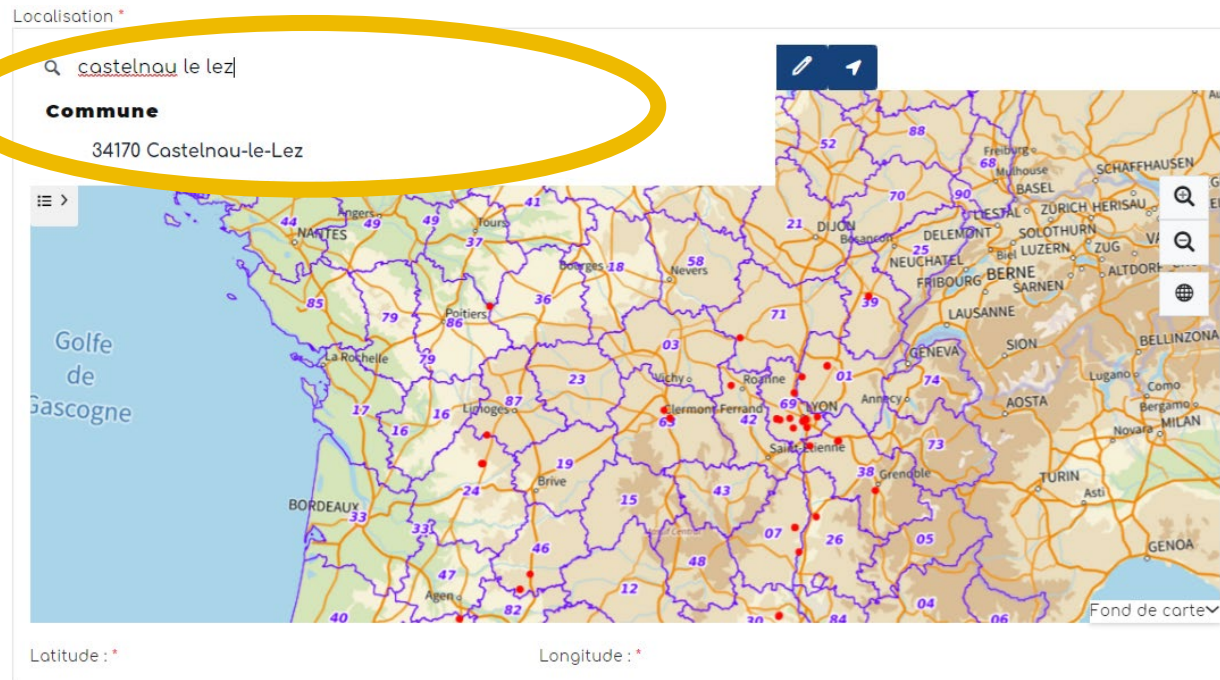 Localisation *
castelnau le lez
Commune
34170 Castelnau-le-Lez
52
88
Freiburg
68
Mulhouse
SCHAFFHAUSEN
70
90
BASEL
41
LIESTAL
ZÜRICH
HERISAU
44
Angers
49
49
Tours
21
DIJON
Besançon
DELEMONT
SOLOTHURN
NANTES
37
25
Biel
LUZERN
ZUG
NEUCHATEL
BERNE
ALTDORF
Bourges
18
58
Nevers
FRIBOURG
SARNEN
85
79
36
39
Poitiers
86
71
LAUSANNE
Golfe
de
Gascogne
03
GENEVA
SION
BELLINZONA
La Rochelle
79
23
Vichy
Roanne
01
74
Lugano
Como
17
16
Limoges
87
Clermont Ferrand
63
42
69
LYON
Annecy
AOSTA
Bergamo
16
Novara
MILAN
Saint-Etienne
73
19
38
Grenoble
24
Brive
TURIN
Asti
BORDEAUX
33
33
15
43
Massif Central
07
26
05
GENOA
46
48
47
Agen
12
40
82
30
84
04
06
Fond de carte
Latitude : *
Longitude : *